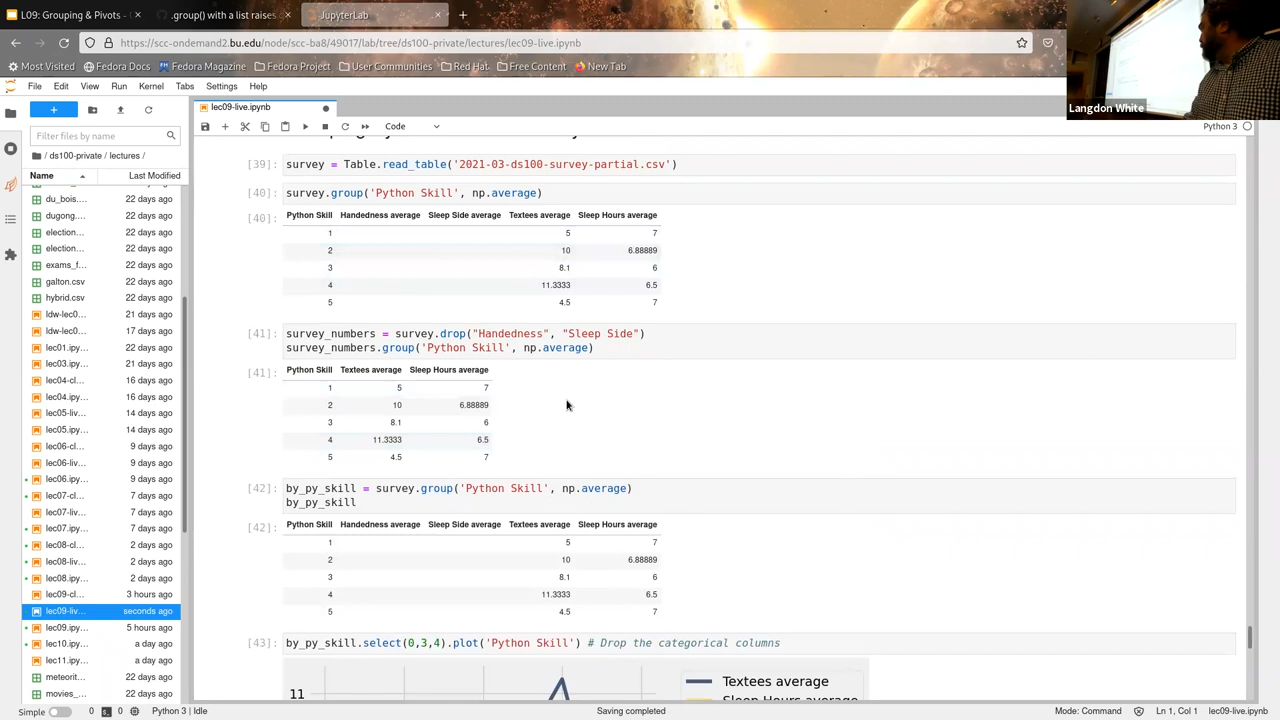 L09: Grouping & Pivots - 
.group() with a list raises
JupyterLab
https://scc-ondemand2.bu.edu/node/scc-ba8/49017/lab/tree/ds100-private/lectures/lec09-live.ipynb
Most Visited Fedora Docs Fedora Magazine Fedora Project User Communities Red Hat Free Content New Tab
Langdon White
File Edit View Run Kernel Tabs Settings Help
lec09-live.ipynb
Filter files by name
Code
Python 3
/ ds100-private / lectures /
Name Last Modified
du_bois.... 22 days ago
dugong.... 22 days ago
election... 22 days ago
election... 22 days ago
exams_f... 22 days ago
galton.csv 22 days ago
hybrid.csv 22 days ago
ldw-lec0... 21 days ago
ldw-lec0... 17 days ago
lec01.ipy... 22 days ago
lec03.ipy... 21 days ago
lec04-cl... 16 days ago
lec04.ipy... 16 days ago
lec05-live... 14 days ago
lec05.ipy... 14 days ago
lec06-cl... 9 days ago
lec06-liv... 9 days ago
lec06.ipy... 9 days ago
lec07-cl... 7 days ago
lec07-liv... 7 days ago
lec07.ipy... 7 days ago
lec08-cl... 2 days ago
lec08-liv... 2 days ago
lec08.ipy... 2 days ago
lec09-cl... 3 hours ago
lec09-liv... seconds ago
lec09.ipy... 5 hours ago
lec10.ipy... a day ago
lec11.ipy... a day ago
meteorit... 22 days ago
movies_... 22 days ago
[39]: survey = Table.read_table('2021-03-ds100-survey-partial.csv')
[40]: survey.group('Python Skill', np.average)
[40]: Python Skill Handedness average Sleep Side average Textees average Sleep Hours average
1 5 7
2 10 6.88889
3 8.1 6
4 11.3333 6.5
5 4.5 7
[41]: survey_numbers = survey.drop("Handedness", "Sleep Side")
survey_numbers.group('Python Skill', np.average)
[41]: Python Skill Textees average Sleep Hours average
1 5 7
2 10 6.88889
3 8.1 6
4 11.3333 6.5
5 4.5 7
[42]: by_py_skill = survey.group('Python Skill', np.average)
by_py_skill
[42]: Python Skill Handedness average Sleep Side average Textees average Sleep Hours average
1 5 7
2 10 6.88889
3 8.1 6
4 11.3333 6.5
5 4.5 7
[43]: by_py_skill.select(0,3,4).plot('Python Skill') # Drop the categorical columns
11
Textees average
Sleep Hours average
Simple 0 0 Python 3 | Idle Saving completed Mode: Command Ln 1, Col 1 lec09-live.ipynb